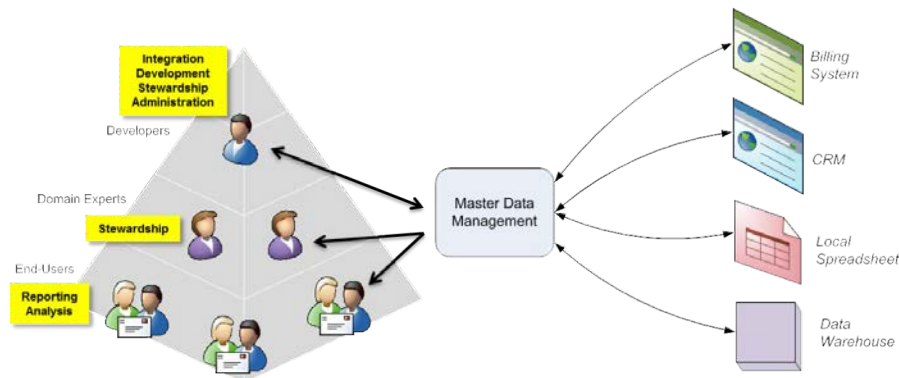 Integration
Development
Stewardship
Administration
Developers
Domain Experts
Stewardship
End-Users
Reporting
Analysis
Master Data
Management
Billing
System
CRM
Local
Spreadsheet
Data
Warehouse